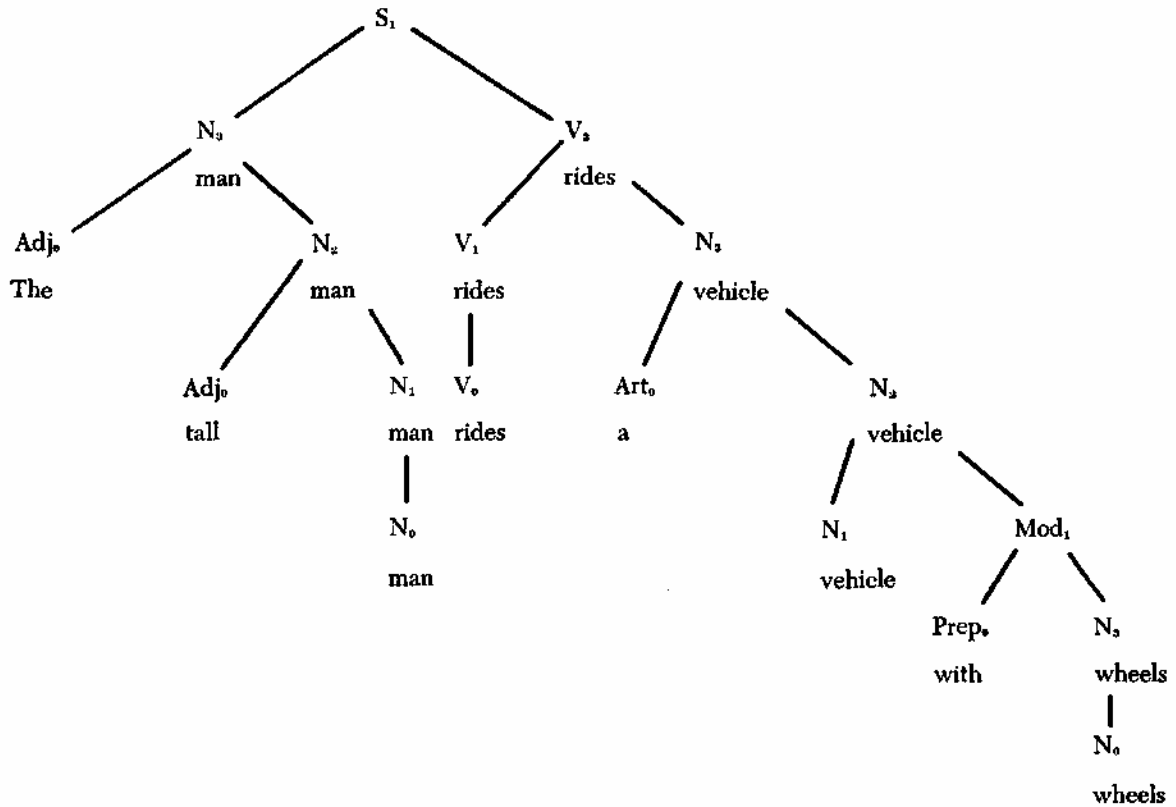 S₁
N₃ V₂
man rides
Adj₀ N₂ V₁ N₃
The man rides vehicle
Adj₀ N₁ V₀ Art₀ N₂
tall man rides a vehicle
N₀ N₁ Mod₁
man vehicle
Prep₀ N₃
with wheels
N₀
wheels